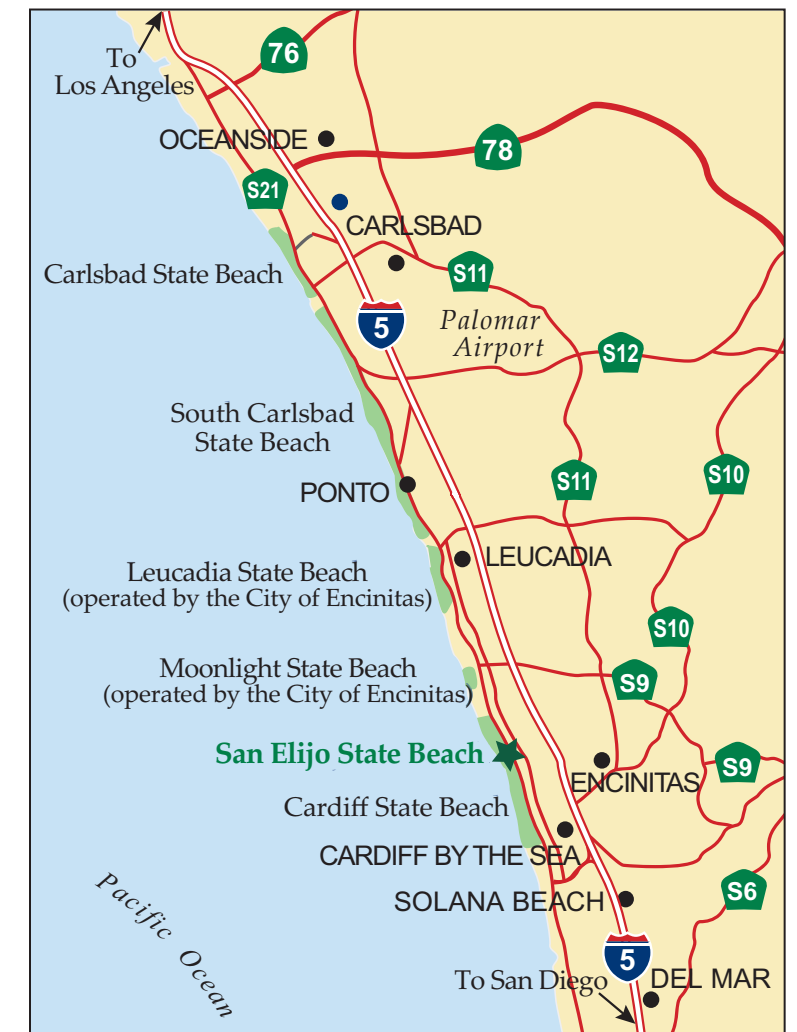 To
Los Angeles
76
OCEANSIDE
78
S21
CARLSBAD
Carlsbad State Beach
S11
5
Palomar
Airport
S12
South Carlsbad
State Beach
PONTO
S11
S10
LEUCADIA
Leucadia State Beach
(operated by the City of Encinitas)
S10
Moonlight State Beach
(operated by the City of Encinitas)
S9
San Elijo State Beach
S9
ENCINITAS
Cardiff State Beach
CARDIFF BY THE SEA
SOLANA BEACH
S6
Pacific Ocean
5
To San Diego
DEL MAR